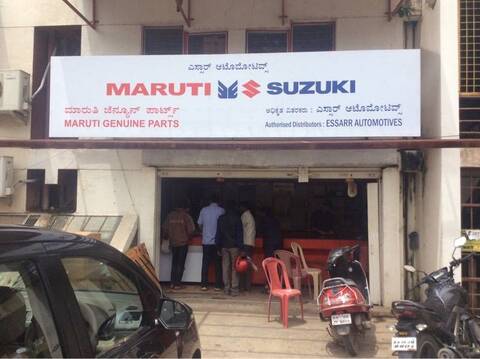 ಎಸ್ಸಾರ್ ಆಟೊಮೋಟಿವ್ಸ್
MARUTI SUZUKI
ಮಾರುತಿ ಜೆನ್ಯೂನ್ ಪಾರ್ಟ್ಸ್
MARUTI GENUINE PARTS
ಅಧಿಕೃತ ವಿತರಕರು : ಎಸ್ಸಾರ್ ಆಟೊಮೋಟಿವ್ಸ್
Authorised Distributors : ESSARR AUTOMOTIVES